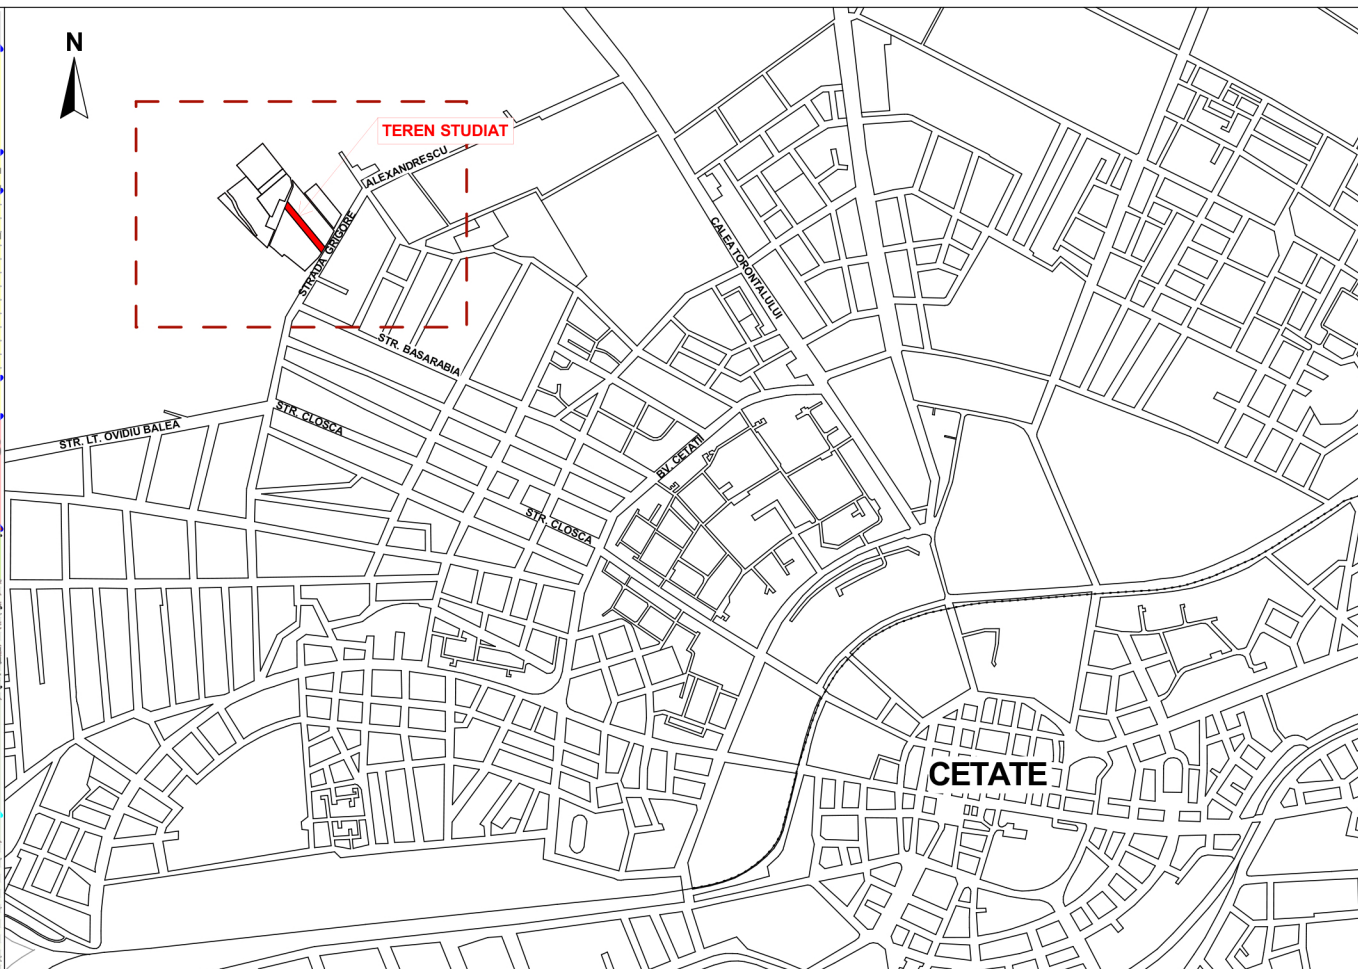 N
TEREN STUDIAT
STRADA GRIGORE ALEXANDRESCU
CALEA TORONTALULUI
STR. BASARABIA
STR. CLOSCA
STR. LT. OVIDIU BALEA
BV. CETATII
STR. CLOSCA
CETATE